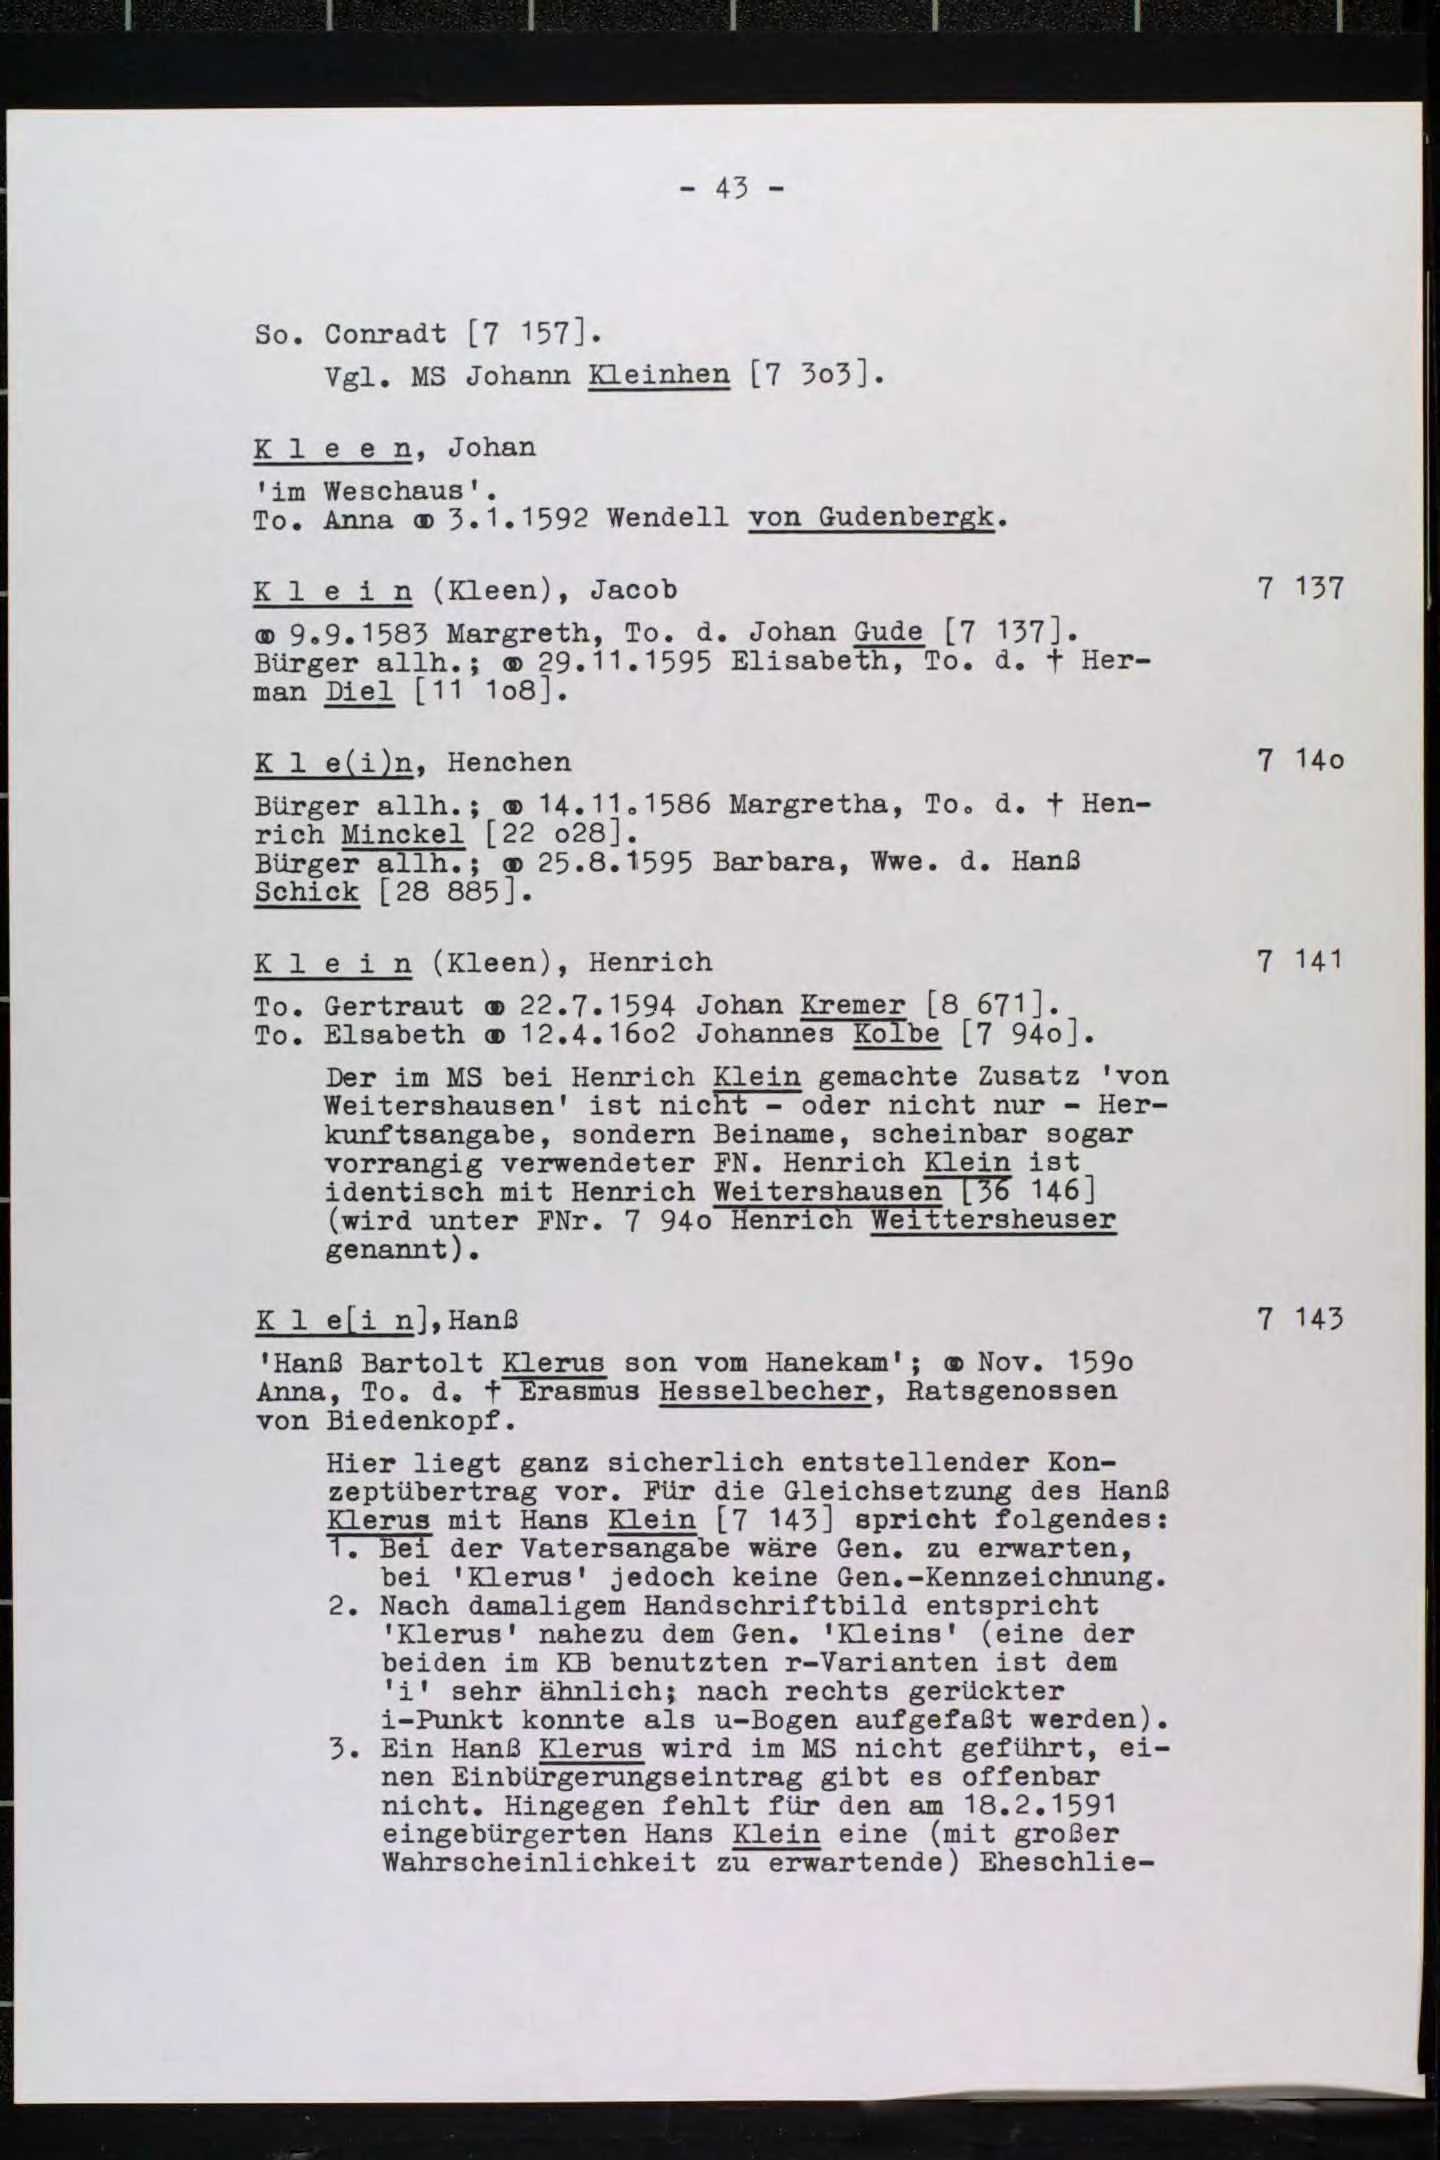 - 43 -
So. Conradt [7 157].
Vgl. MS Johann Kleinhen [7 3o3].
K l e e n, Johan
'im Weschaus'.
To. Anna ⚭ 3.1.1592 Wendell von Gudenbergk.
K l e i n (Kleen), Jacob 7 137
⚭ 9.9.1583 Margreth, To. d. Johan Gude [7 137].
Bürger allh.; ⚭ 29.11.1595 Elisabeth, To. d. † Her-
man Diel [11 1o8].
K l e(i)n, Henchen 7 14o
Bürger allh.; ⚭ 14.11.1586 Margretha, To. d. † Hen-
rich Minckel [22 o28].
Bürger allh.; ⚭ 25.8.1595 Barbara, Wwe. d. Hanß
Schick [28 885].
K l e i n (Kleen), Henrich 7 141
To. Gertraut ⚭ 22.7.1594 Johan Kremer [8 671].
To. Elsabeth ⚭ 12.4.16o2 Johannes Kolbe [7 94o].
Der im MS bei Henrich Klein gemachte Zusatz 'von
Weitershausen' ist nicht - oder nicht nur - Her-
kunftsangabe, sondern Beiname, scheinbar sogar
vorrangig verwendeter FN. Henrich Klein ist
identisch mit Henrich Weitershausen [36 146]
(wird unter FNr. 7 94o Henrich Weittersheuser
genannt).
K l e[i n], Hanß 7 143
'Hanß Bartolt Klerus son vom Hanekam'; ⚭ Nov. 159o
Anna, To. d. † Erasmus Hesselbecher, Ratsgenossen
von Biedenkopf.
Hier liegt ganz sicherlich entstellender Kon-
zeptübertrag vor. Für die Gleichsetzung des Hanß
Klerus mit Hans Klein [7 143] spricht folgendes:
1. Bei der Vatersangabe wäre Gen. zu erwarten,
bei 'Klerus' jedoch keine Gen.-Kennzeichnung.
2. Nach damaligem Handschriftbild entspricht
'Klerus' nahezu dem Gen. 'Kleins' (eine der
beiden im KB benutzten r-Varianten ist dem
'i' sehr ähnlich; nach rechts gerückter
i-Punkt konnte als u-Bogen aufgefaßt werden).
3. Ein Hanß Klerus wird im MS nicht geführt, ei-
nen Einbürgerungseintrag gibt es offenbar
nicht. Hingegen fehlt für den am 18.2.1591
eingebürgerten Hans Klein eine (mit großer
Wahrscheinlichkeit zu erwartende) Eheschlie-